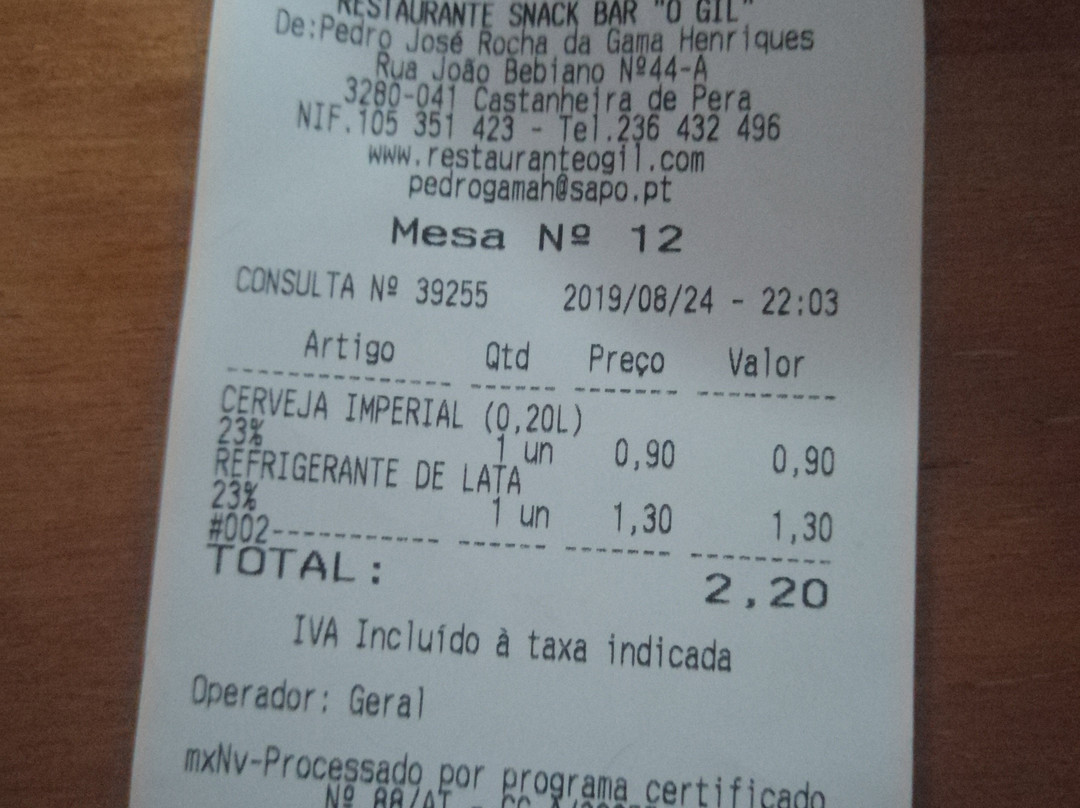 RESTAURANTE SNACK BAR "O GIL"
De:Pedro José Rocha da Gama Henriques
Rua João Bebiano Nº44-A
3280-041 Castanheira de Pera
NIF.105 351 423 - Tel.236 432 496
www.restauranteogil.com
pedrogamah@sapo.pt
Mesa Nº 12
CONSULTA Nº 39255 2019/08/24 - 22:03
Artigo Qtd Preço Valor
CERVEJA IMPERIAL (0,20L)
23% 1 un 0,90 0,90
REFRIGERANTE DE LATA
23% 1 un 1,30 1,30
#002
TOTAL: 2,20
IVA Incluído à taxa indicada
Operador: Geral
mxNv-Processado por programa certificado
Nº 88/AT -